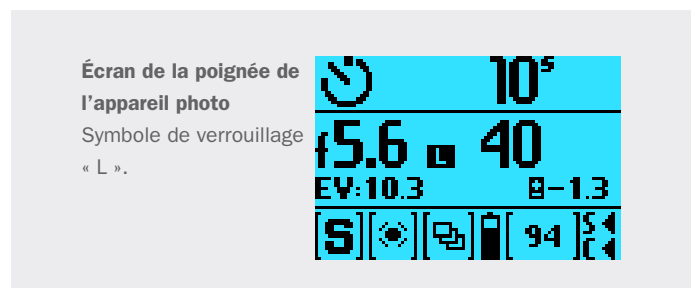 Écran de la poignée de
l’appareil photo
Symbole de verrouillage
« L ».
10s
f5.6 L 40
EV:10.3 -1.3
[S] [ 94 ] S
C